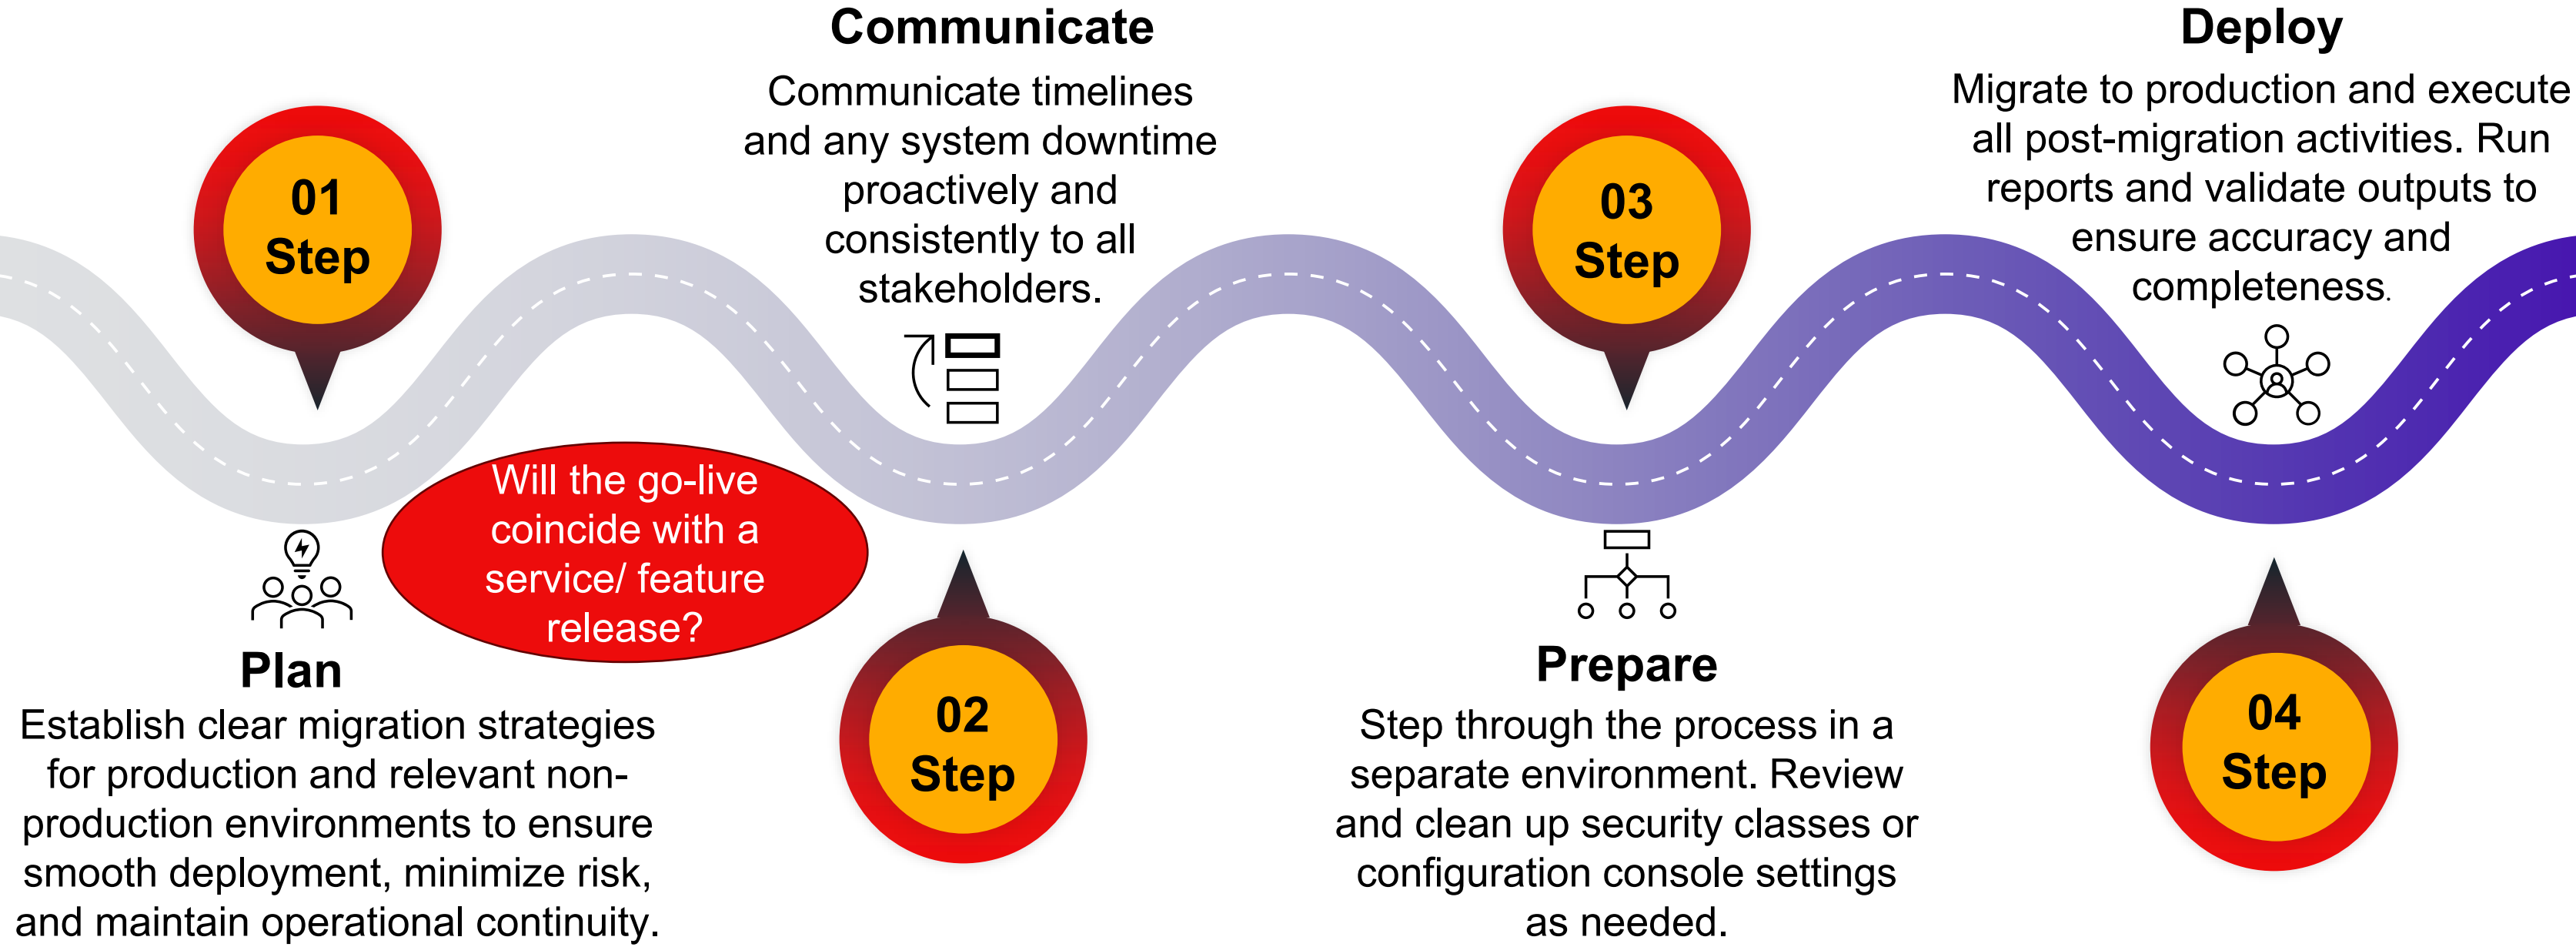 01
Step
Plan
Establish clear migration strategies
for production and relevant non-
production environments to ensure
smooth deployment, minimize risk,
and maintain operational continuity.
Will the go-live
coincide with a
service/ feature
release?
Communicate
Communicate timelines
and any system downtime
proactively and
consistently to all
stakeholders.
02
Step
03
Step
Prepare
Step through the process in a
separate environment. Review
and clean up security classes or
configuration console settings
as needed.
Deploy
Migrate to production and execute
all post-migration activities. Run
reports and validate outputs to
ensure accuracy and
completeness.
04
Step